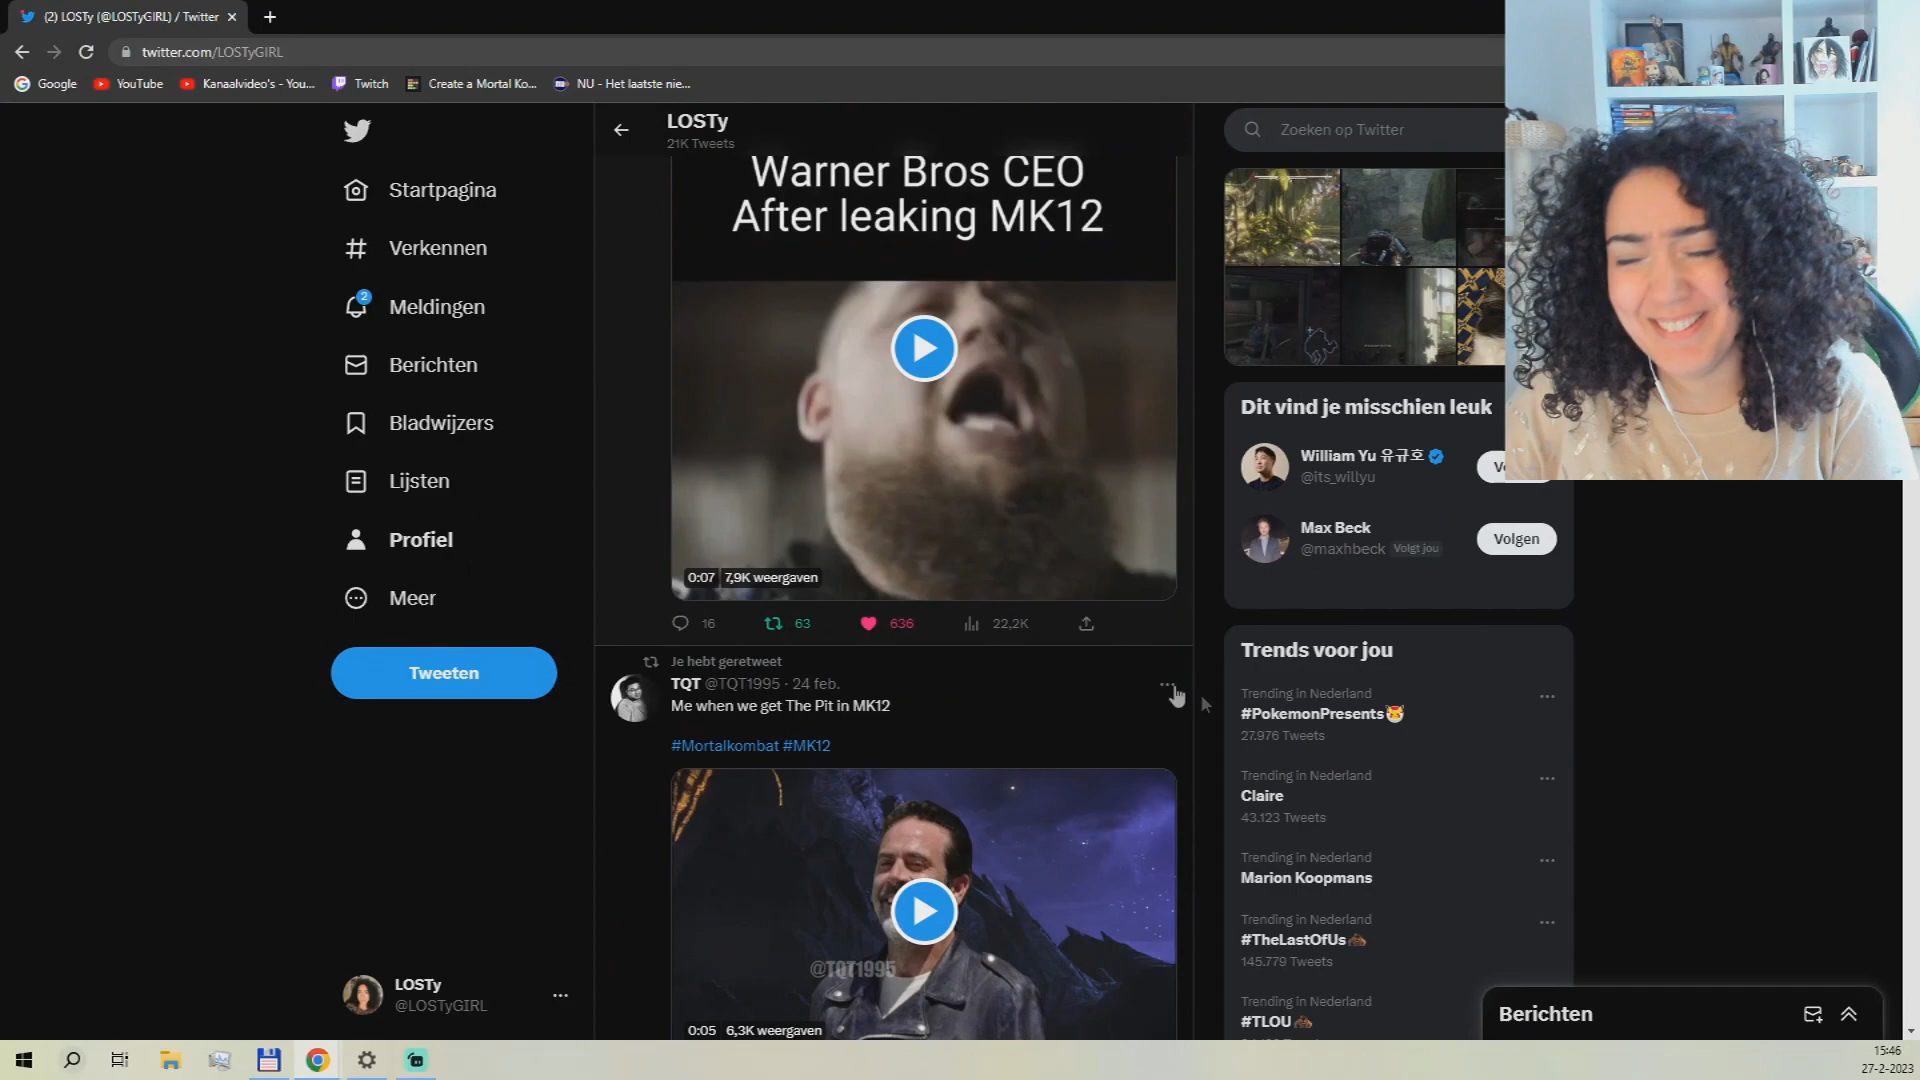 (2) LOSTy (@LOSTyGIRL) / Twitter
twitter.com/LOSTyGIRL
Google
YouTube
Kanaalvideo's - You...
Twitch
Create a Mortal Ko...
NU - Het laatste nie...
Startpagina
Verkennen
2
Meldingen
Berichten
Bladwijzers
Lijsten
Profiel
Meer
Tweeten
LOSTy
@LOSTyGIRL
LOSTy
21K Tweets
Warner Bros CEO
After leaking MK12
0:07 7,9K weergaven
16 63 636 22,2K
Je hebt geretweet
TQT @TQT1995 · 24 feb.
Me when we get The Pit in MK12
#Mortalkombat #MK12
@TQT1995
0:05 6,3K weergaven
Zoeken op Twitter
Dit vind je misschien leuk
William Yu 유규호
@its_willyu
Max Beck
@maxhbeck Volgt jou
Volgen
Trends voor jou
Trending in Nederland
#PokemonPresents
27.976 Tweets
Trending in Nederland
Claire
43.123 Tweets
Trending in Nederland
Marion Koopmans
Trending in Nederland
#TheLastOfUs
145.779 Tweets
Trending in Nederland
#TLOU
Berichten
15:46
27-2-2023